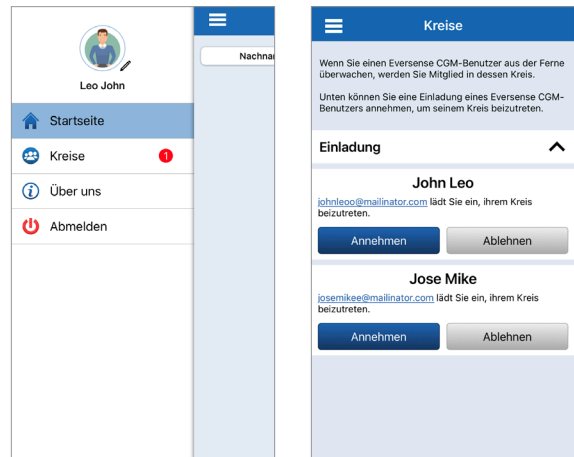 Leo John
Startseite
Kreise
1
Über uns
Abmelden
Kreise
Wenn Sie einen Eversense CGM-Benutzer aus der Ferne
überwachen, werden Sie Mitglied in dessen Kreis.
Unten können Sie eine Einladung eines Eversense CGM-
Benutzers annehmen, um seinem Kreis beizutreten.
Einladung
John Leo
johnleoo@mailinator.com lädt Sie ein, ihrem Kreis
beizutreten.
Annehmen
Ablehnen
Jose Mike
josemikee@mailinator.com lädt Sie ein, ihrem Kreis
beizutreten.
Annehmen
Ablehnen